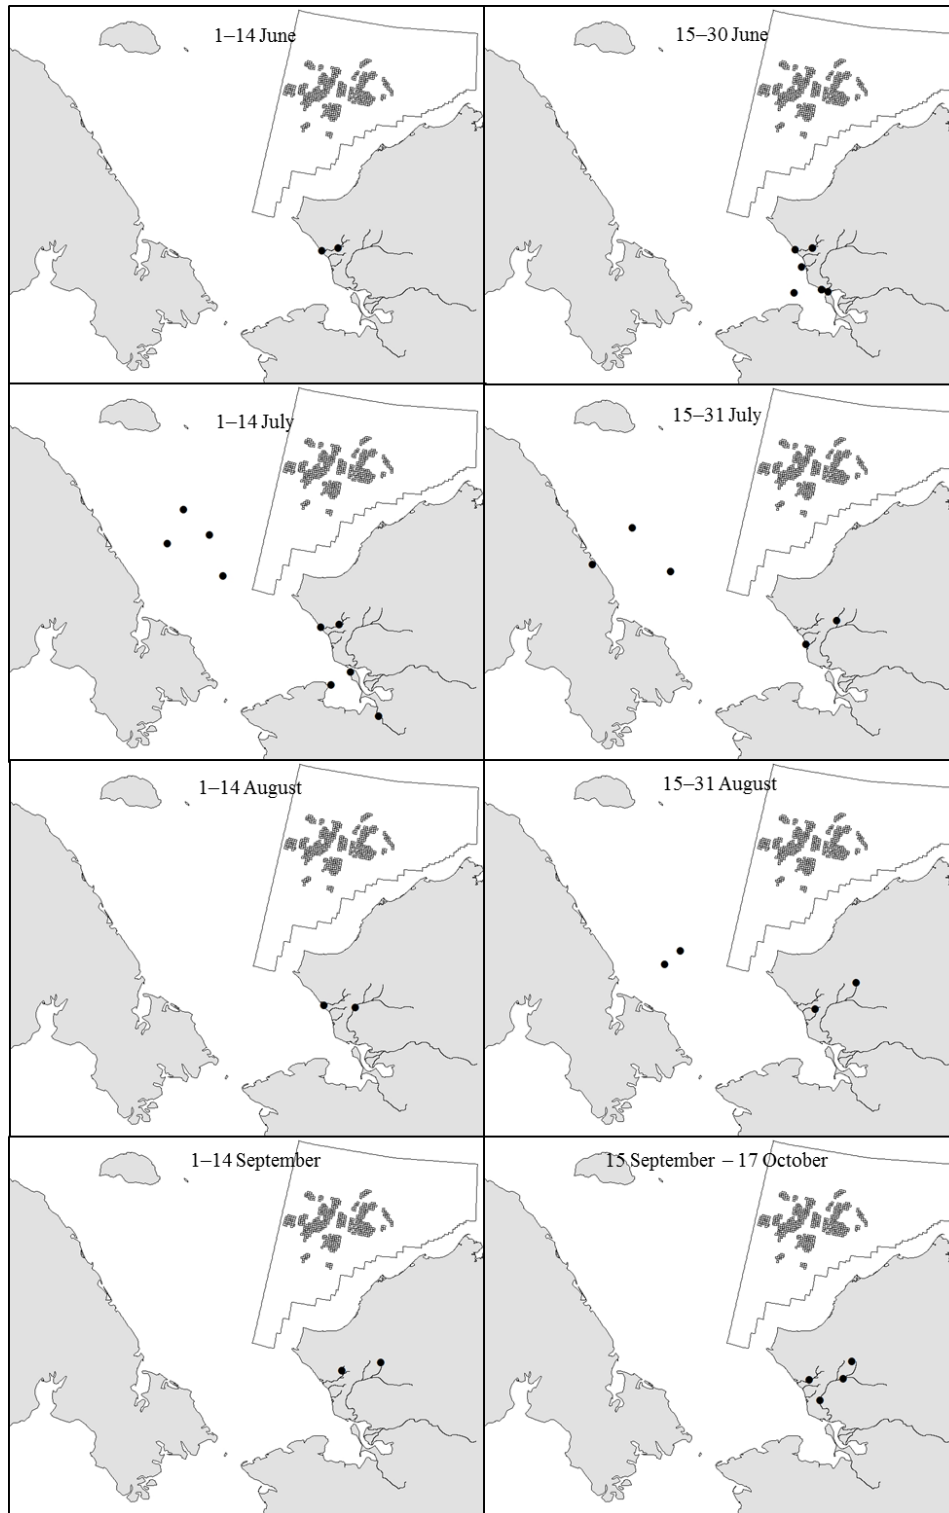 1–14 June
15–30 June
1–14 July
15–31 July
1–14 August
15–31 August
1–14 September
15 September – 17 October